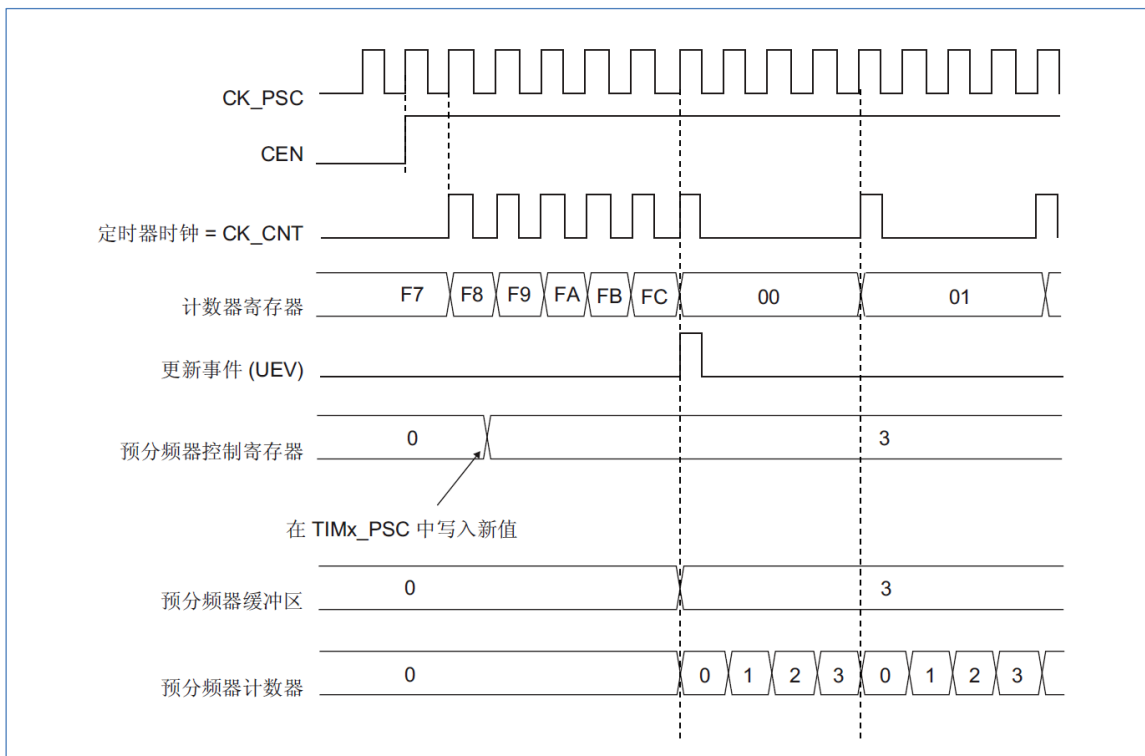 CK_PSC
CEN
定时器时钟 = CK_CNT
计数器寄存器 F7 F8 F9 FA FB FC 00 01
更新事件 (UEV)
预分频器控制寄存器 0 3
在 TIMx_PSC 中写入新值
预分频器缓冲区 0 3
预分频器计数器 0 0 1 2 3 0 1 2 3